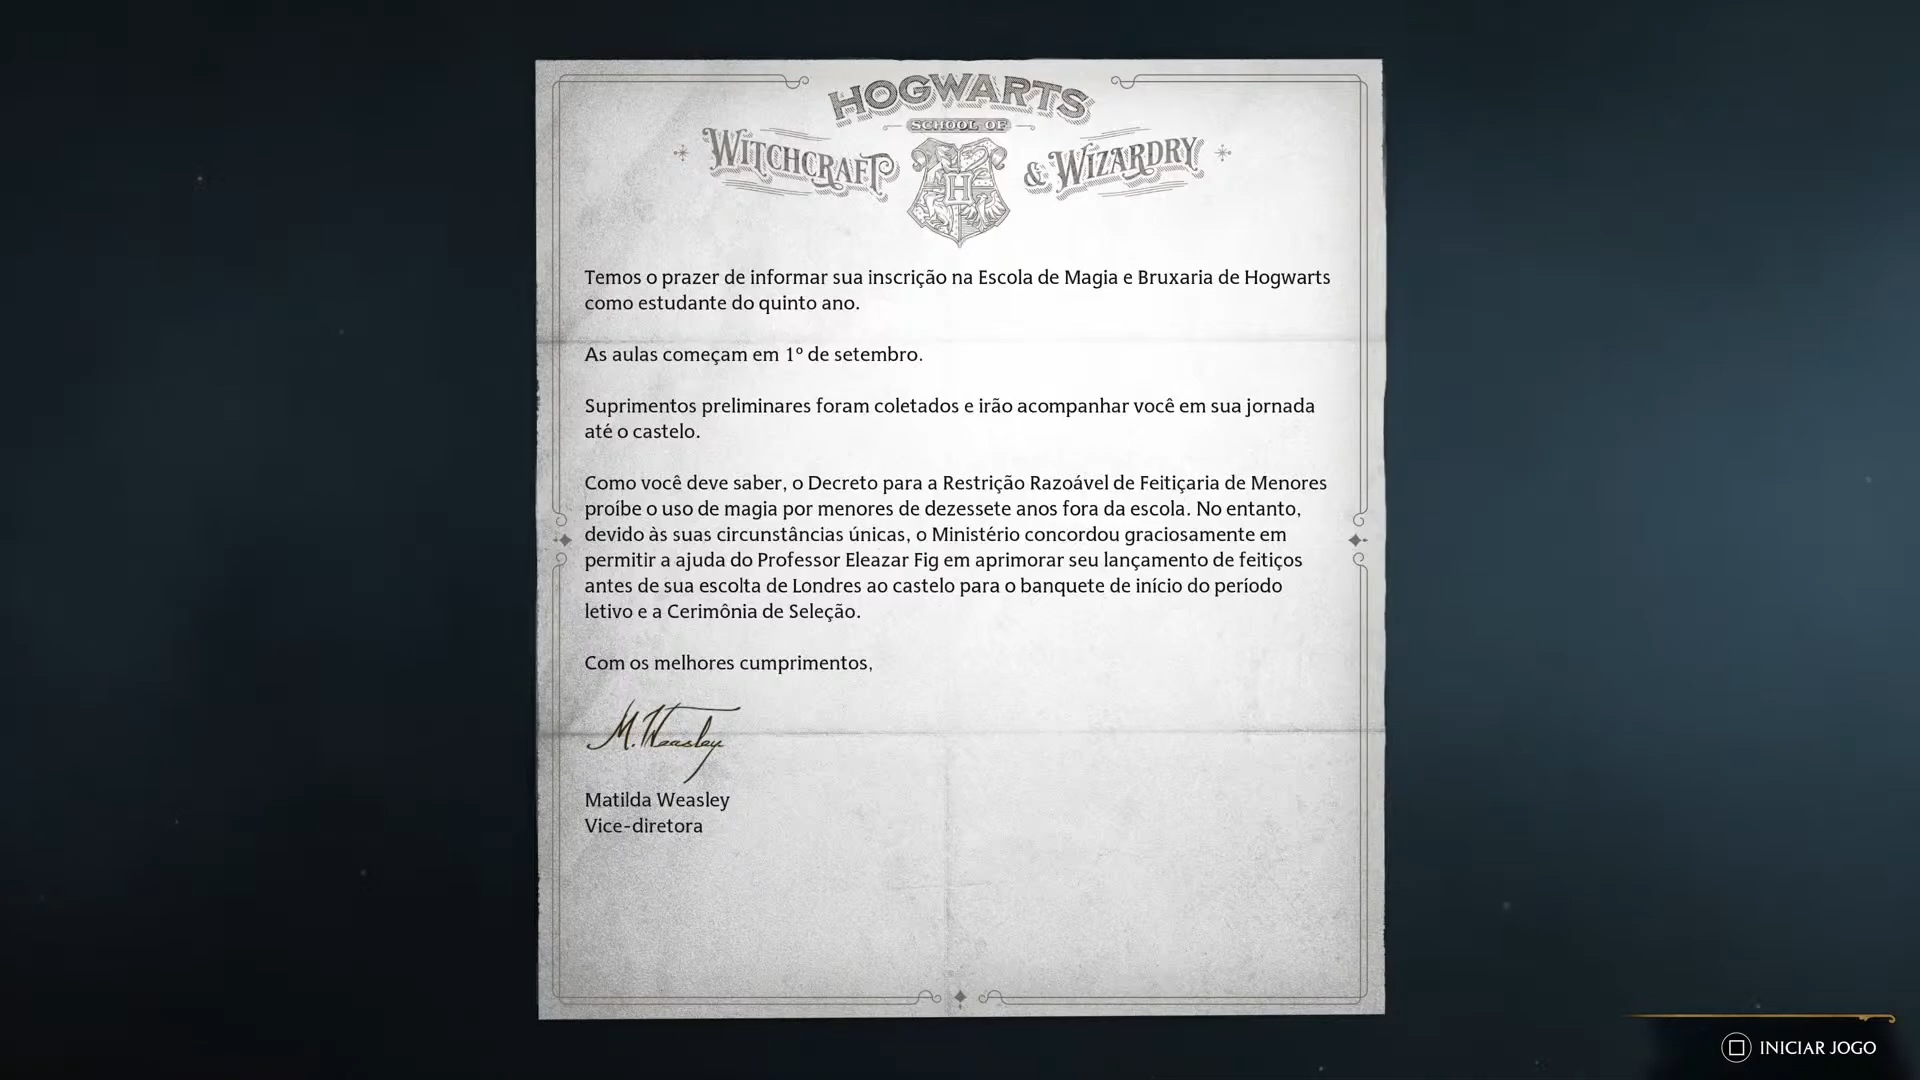 HOGWARTS
SCHOOL OF
WITCHCRAFT & WIZARDRY
H
Temos o prazer de informar sua inscrição na Escola de Magia e Bruxaria de Hogwarts
como estudante do quinto ano.
As aulas começam em 1º de setembro.
Suprimentos preliminares foram coletados e irão acompanhar você em sua jornada
até o castelo.
Como você deve saber, o Decreto para a Restrição Razoável de Feitiçaria de Menores
proíbe o uso de magia por menores de dezessete anos fora da escola. No entanto,
devido às suas circunstâncias únicas, o Ministério concordou graciosamente em
permitir a ajuda do Professor Eleazar Fig em aprimorar seu lançamento de feitiços
antes de sua escolta de Londres ao castelo para o banquete de início do período
letivo e a Cerimônia de Seleção.
Com os melhores cumprimentos,
M. Weasley
Matilda Weasley
Vice-diretora
INICIAR JOGO